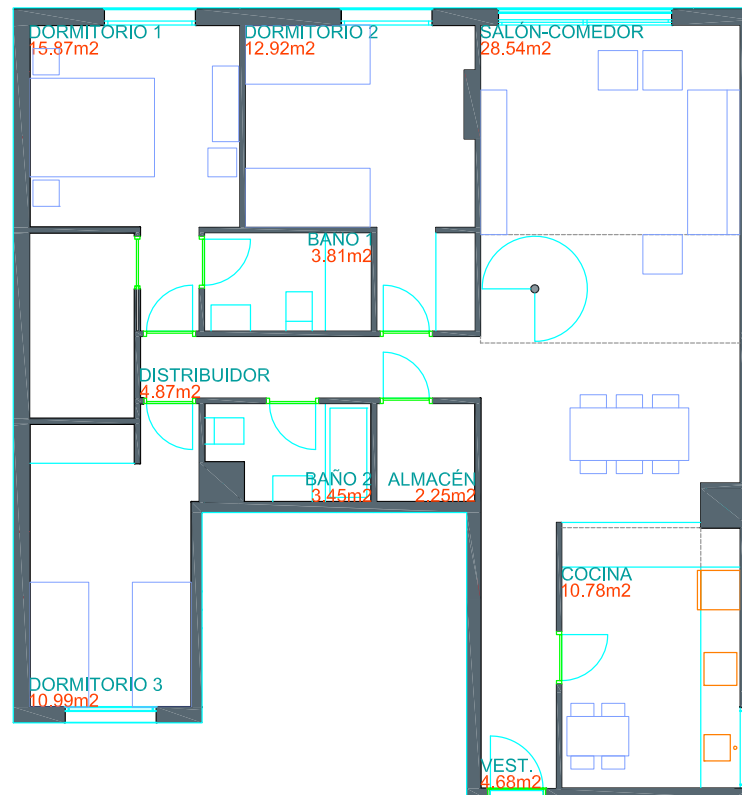 DORMITORIO 1
15.87m2
DORMITORIO 2
12.92m2
SALÓN-COMEDOR
28.54m2
BAÑO 1
3.81m2
DISTRIBUIDOR
4.87m2
BAÑO 2
3.45m2
ALMACÉN
2.25m2
COCINA
10.78m2
DORMITORIO 3
10.99m2
VEST.
4.68m2